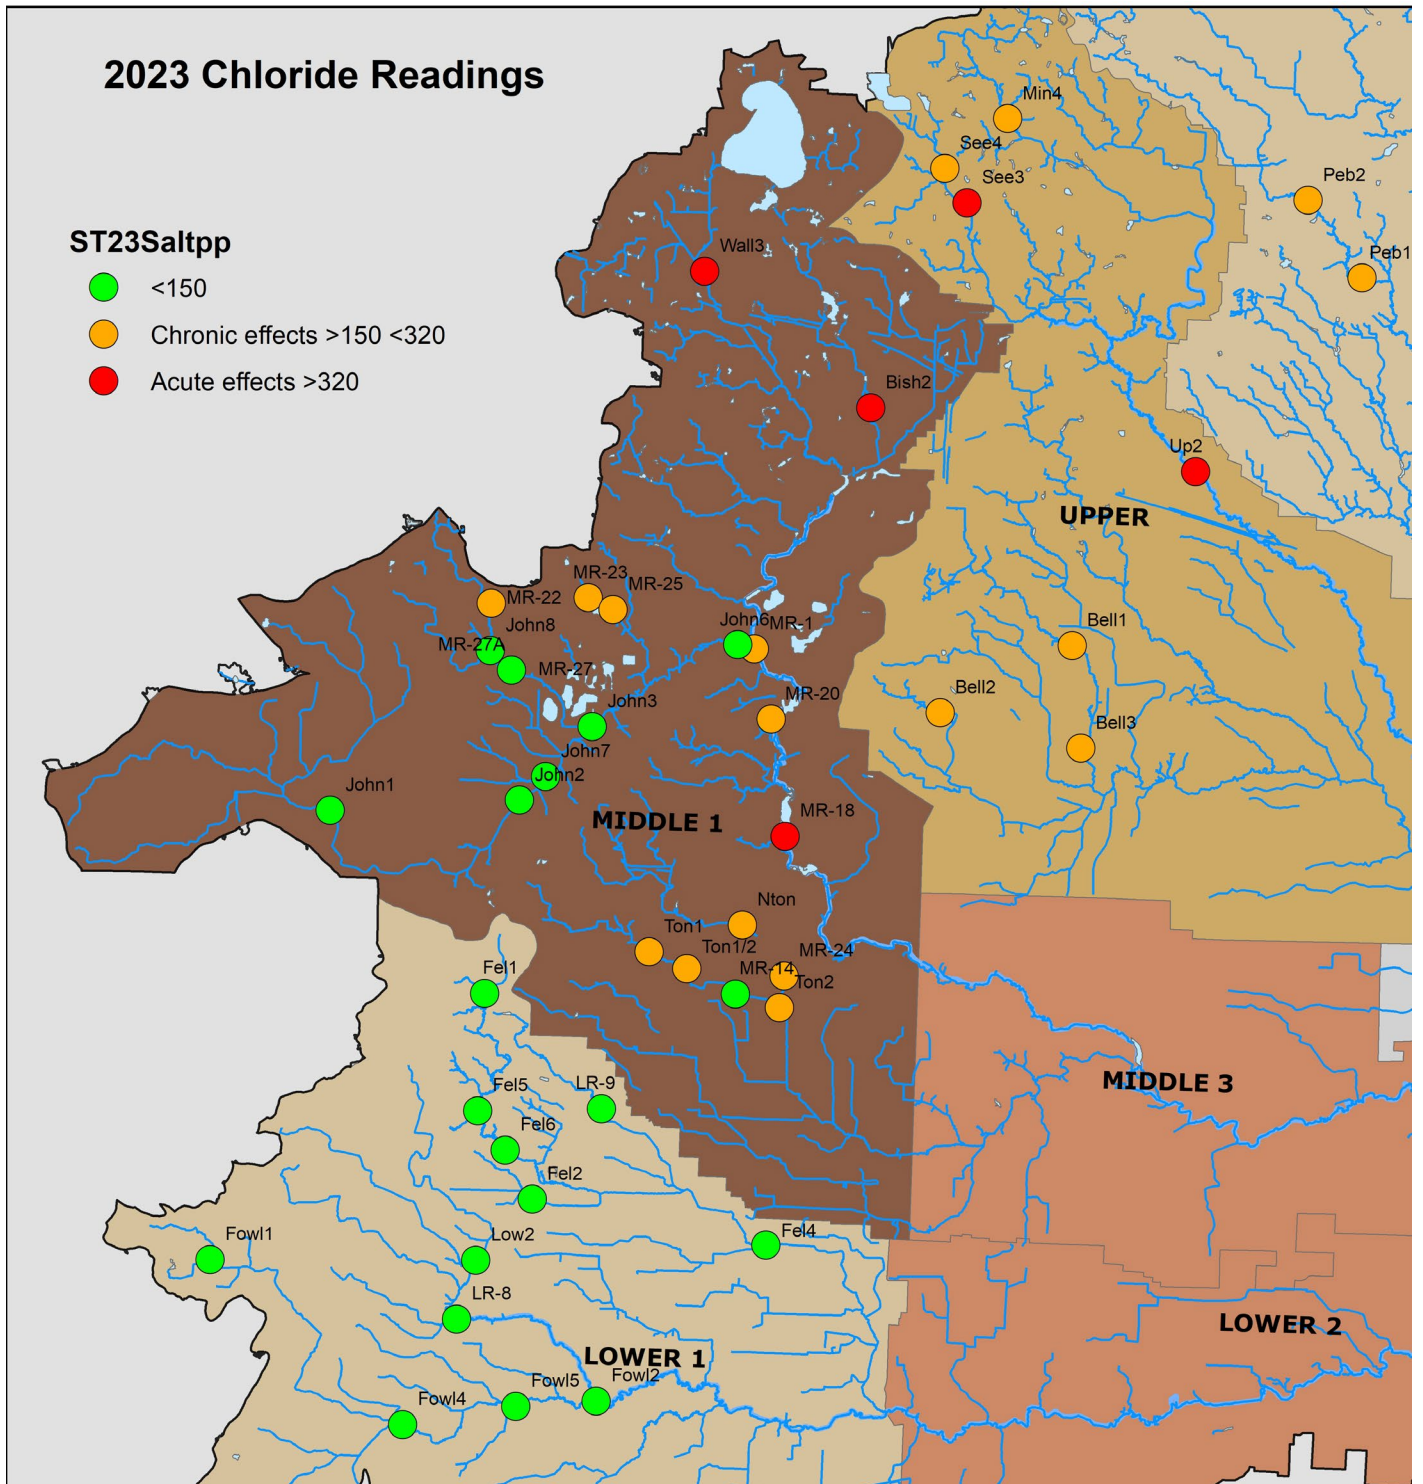 2023 Chloride Readings
ST23Saltpp
<150
Chronic effects >150 <320
Acute effects >320
Min4
See4
See3
Peb2
Peb1
Wall3
Bish2
Up2
UPPER
MR-23
MR-25
MR-22
John8
MR-27A
MR-27
John6
MR-1
Bell1
Bell2
Bell3
MR-20
John3
John7
John2
John1
MIDDLE 1
MR-18
Nton
Ton1
Ton1/2
MR-24
MR-14
Ton2
Fel1
MIDDLE 3
Fel5
LR-9
Fel6
Fel2
Fowl1
Low2
Fel4
LR-8
LOWER 2
LOWER 1
Fowl2
Fowl5
Fowl4